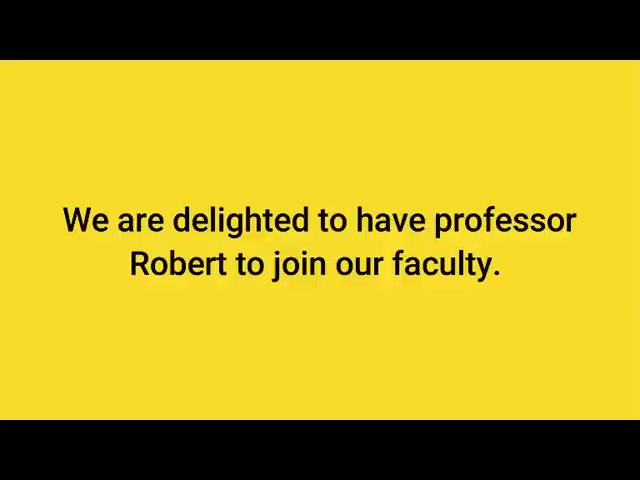 We are delighted to have professor
Robert to join our faculty.